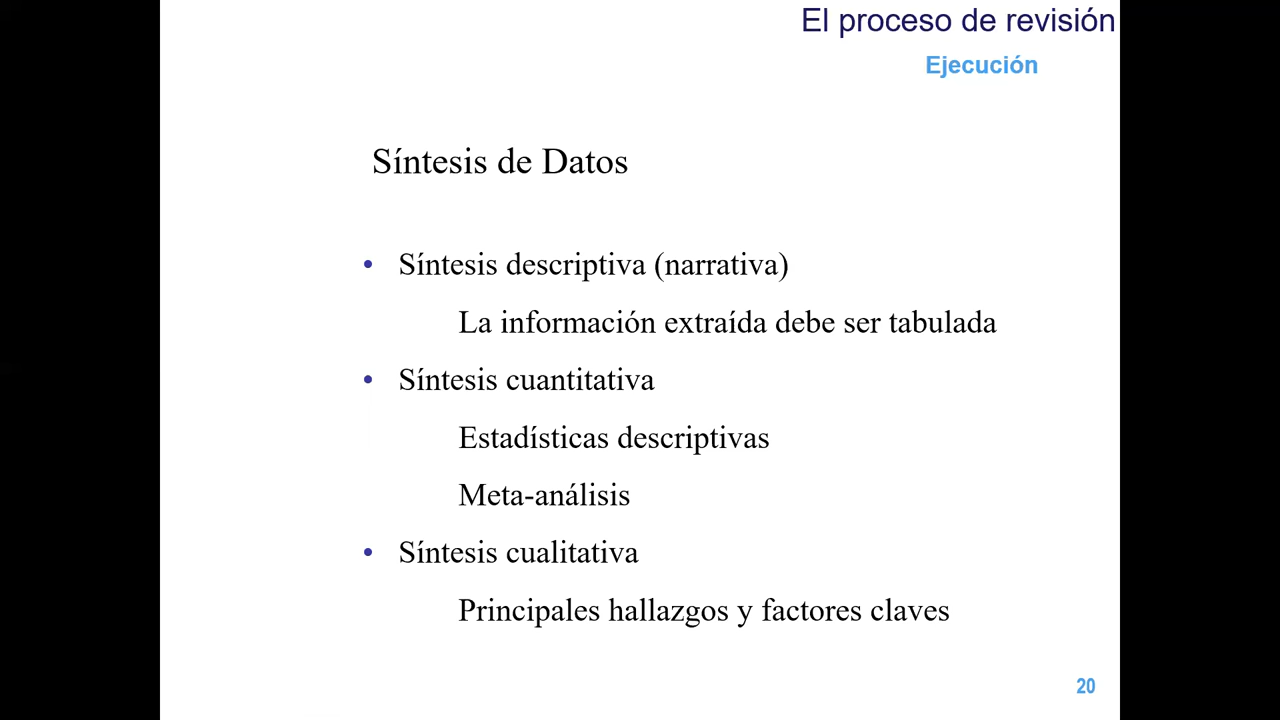 El proceso de revisión
Ejecución
Síntesis de Datos
• Síntesis descriptiva (narrativa)
La información extraída debe ser tabulada
• Síntesis cuantitativa
Estadísticas descriptivas
Meta-análisis
• Síntesis cualitativa
Principales hallazgos y factores claves
20